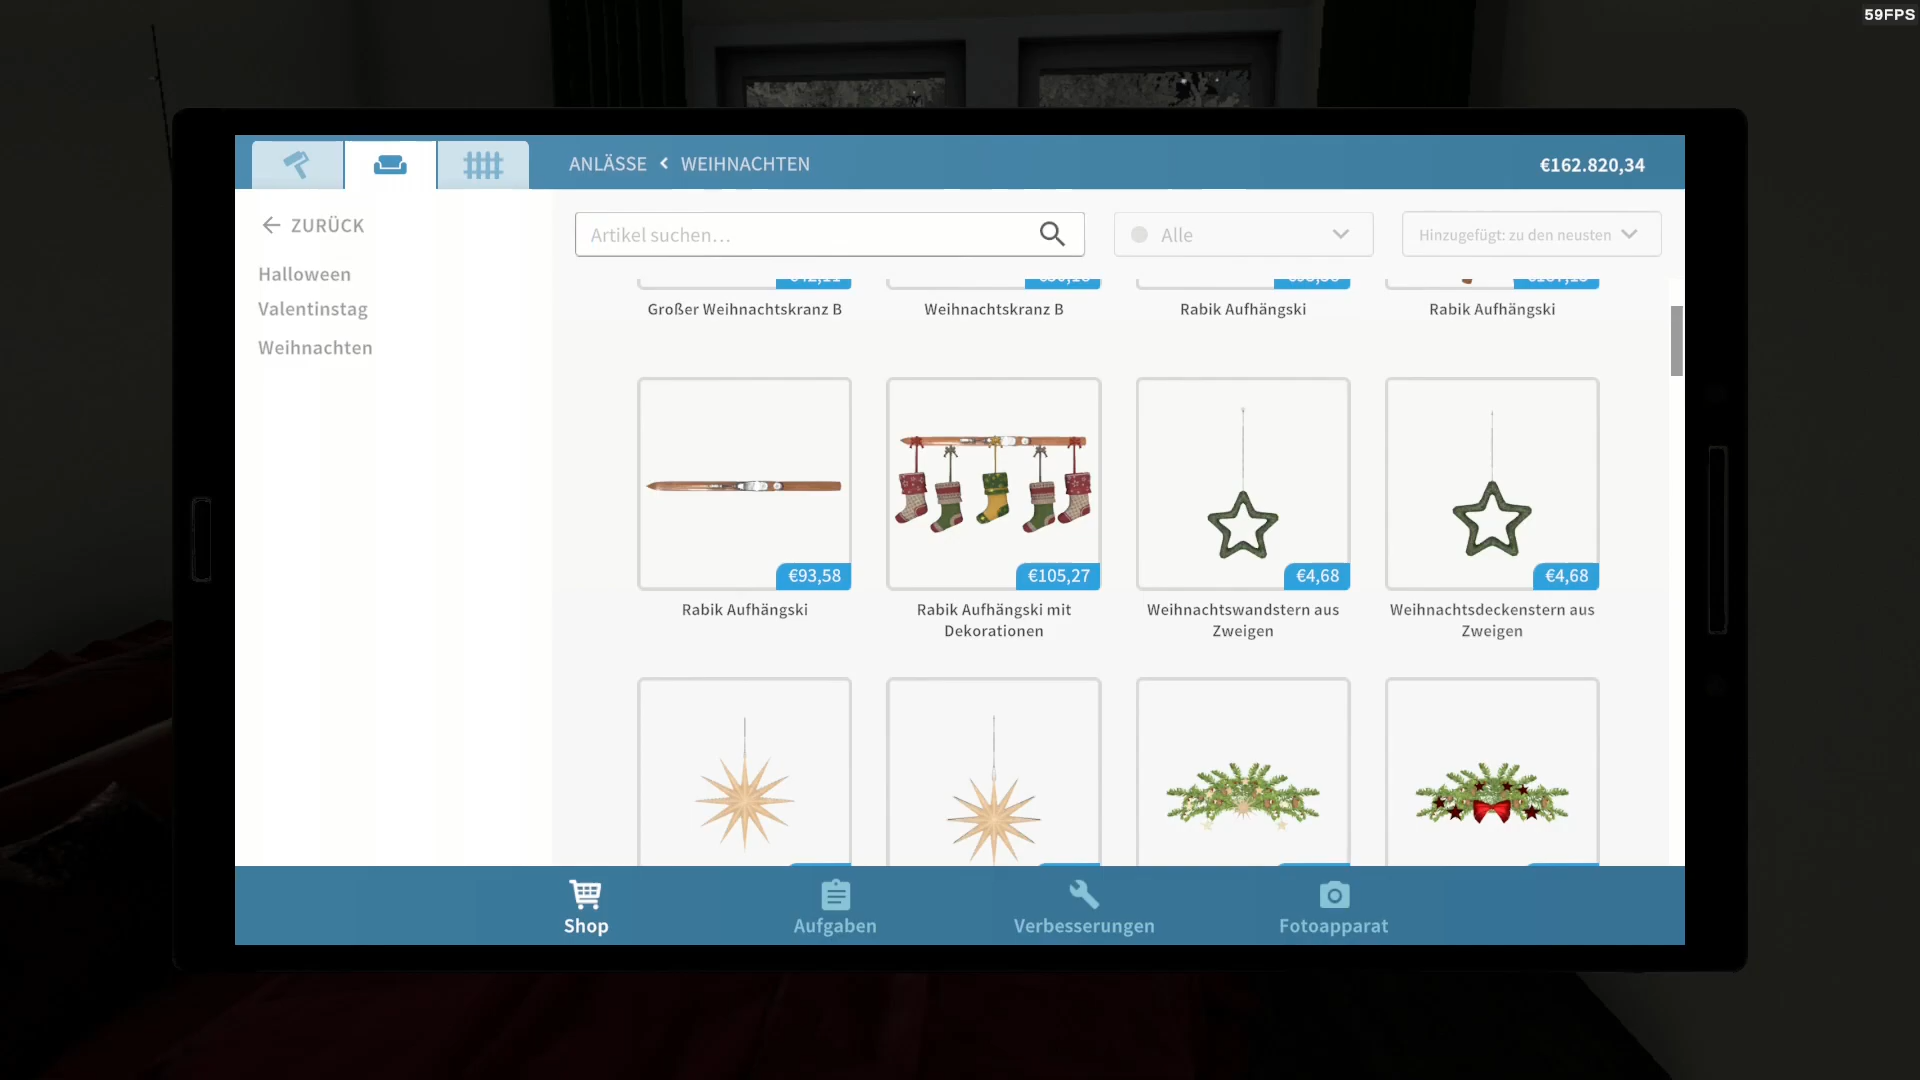 59FPS
ANLÄSSE < WEIHNACHTEN
€162.820,34
ZURÜCK
Halloween
Valentinstag
Weihnachten
Artikel suchen…
Alle
Hinzugefügt: zu den neusten
Großer Weihnachtskranz B
Weihnachtskranz B
Rabik Aufhängski
Rabik Aufhängski
€93,58
€105,27
€4,68
€4,68
Rabik Aufhängski
Rabik Aufhängski mit
Dekorationen
Weihnachtswandstern aus
Zweigen
Weihnachtsdeckenstern aus
Zweigen
Shop
Aufgaben
Verbesserungen
Fotoapparat